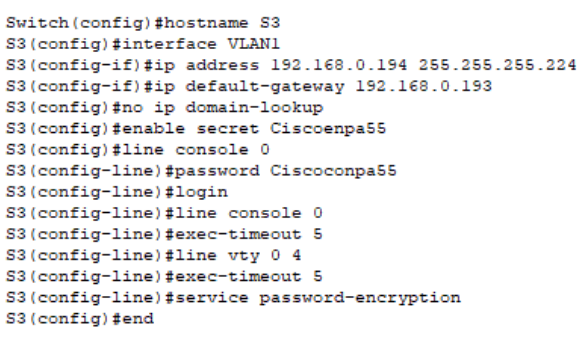 Switch(config)#hostname S3
S3(config)#interface VLAN1
S3(config-if)#ip address 192.168.0.194 255.255.255.224
S3(config-if)#ip default-gateway 192.168.0.193
S3(config)#no ip domain-lookup
S3(config)#enable secret Ciscoenpa55
S3(config)#line console 0
S3(config-line)#password Ciscoconpa55
S3(config-line)#login
S3(config-line)#line console 0
S3(config-line)#exec-timeout 5
S3(config-line)#line vty 0 4
S3(config-line)#exec-timeout 5
S3(config-line)#service password-encryption
S3(config)#end